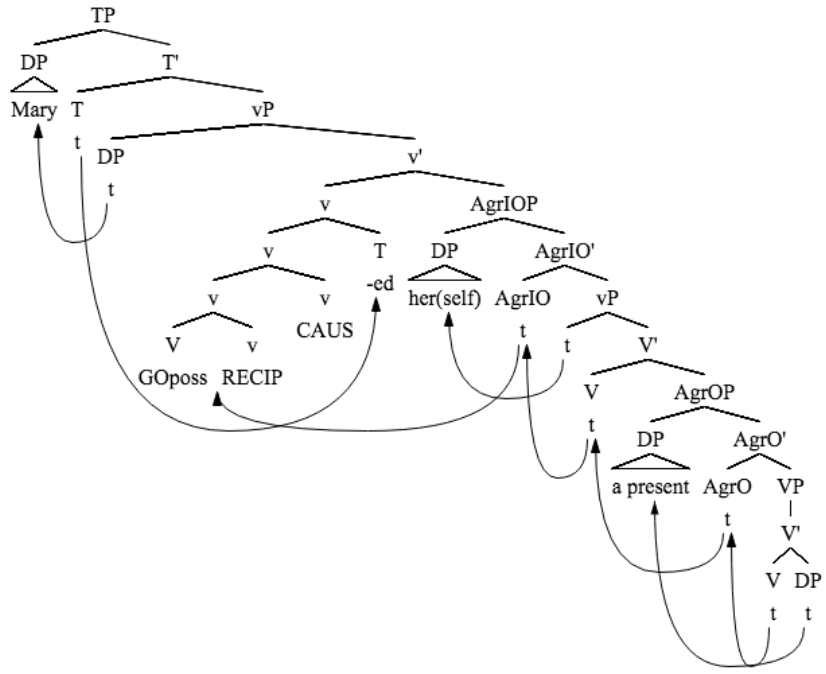 TP
DP T'
Mary T vP
t DP v'
t v AgrIOP
v T DP AgrIO'
v v -ed her(self) AgrIO vP
V v CAUS t t V'
GOposs RECIP V AgrOP
t DP AgrO'
a present AgrO VP
t V'
V DP
t t